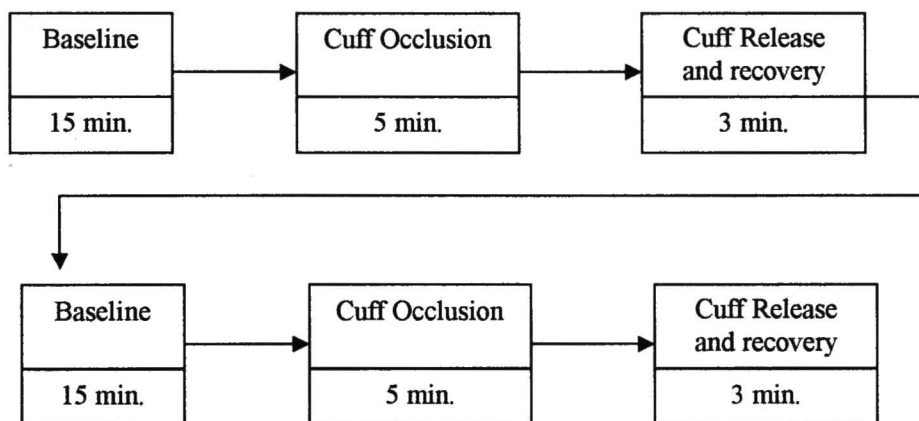 Baseline
15 min.
Cuff Occlusion
5 min.
Cuff Release
and recovery
3 min.
Baseline
15 min.
Cuff Occlusion
5 min.
Cuff Release
and recovery
3 min.